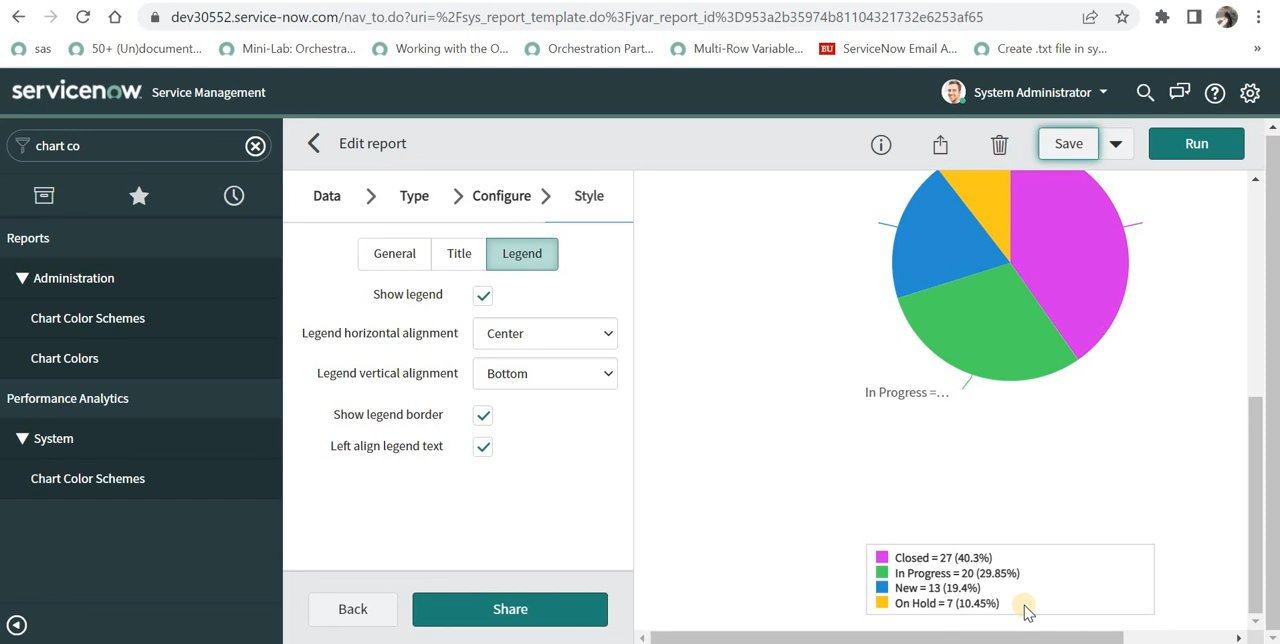 dev30552.service-now.com/nav_to.do?uri=%2Fsys_report_template.do%3Fjvar_report_id%3D953a2b35974b81104321732e6253af65
sas
50+ (Un)document...
Mini-Lab: Orchestra...
Working with the O...
Orchestration Part...
Multi-Row Variable...
BU
ServiceNow Email A...
Create .txt file in sy...
»
servicenow
Service Management
System Administrator
chart co
Edit report
Save
Run
Reports
Administration
Chart Color Schemes
Chart Colors
Performance Analytics
System
Chart Color Schemes
Data
Type
Configure
Style
General
Title
Legend
Show legend
Legend horizontal alignment
Center
Legend vertical alignment
Bottom
Show legend border
Left align legend text
Back
Share
In Progress =...
Closed = 27 (40.3%)
In Progress = 20 (29.85%)
New = 13 (19.4%)
On Hold = 7 (10.45%)